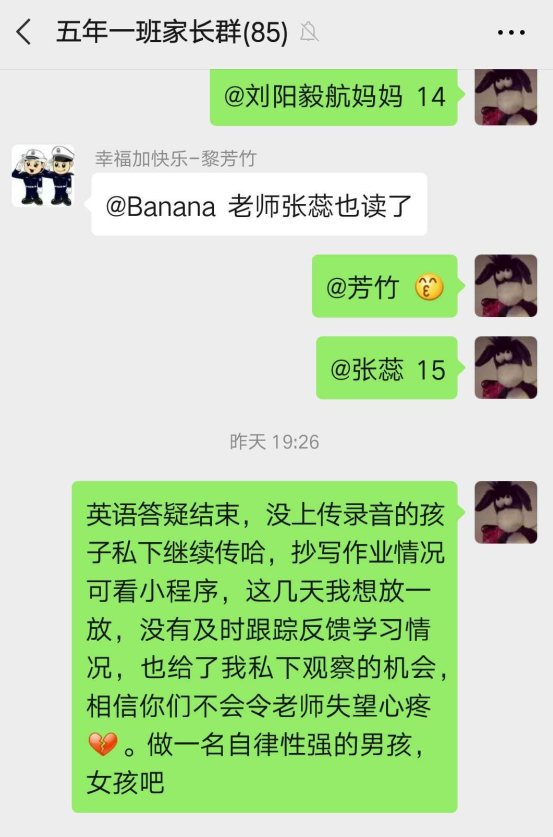 五年一班家长群(85)
@刘阳毅航妈妈 14
幸福加快乐-黎芳竹
@Banana 老师张蕊也读了
@芳竹 😙
@张蕊 15
昨天 19:26
英语答疑结束，没上传录音的孩
子私下继续传哈，抄写作业情况
可看小程序，这几天我想放一
放，没有及时跟踪反馈学习情
况，也给了我私下观察的机会，
相信你们不会令老师失望心疼
💔。做一名自律性强的男孩，
女孩吧